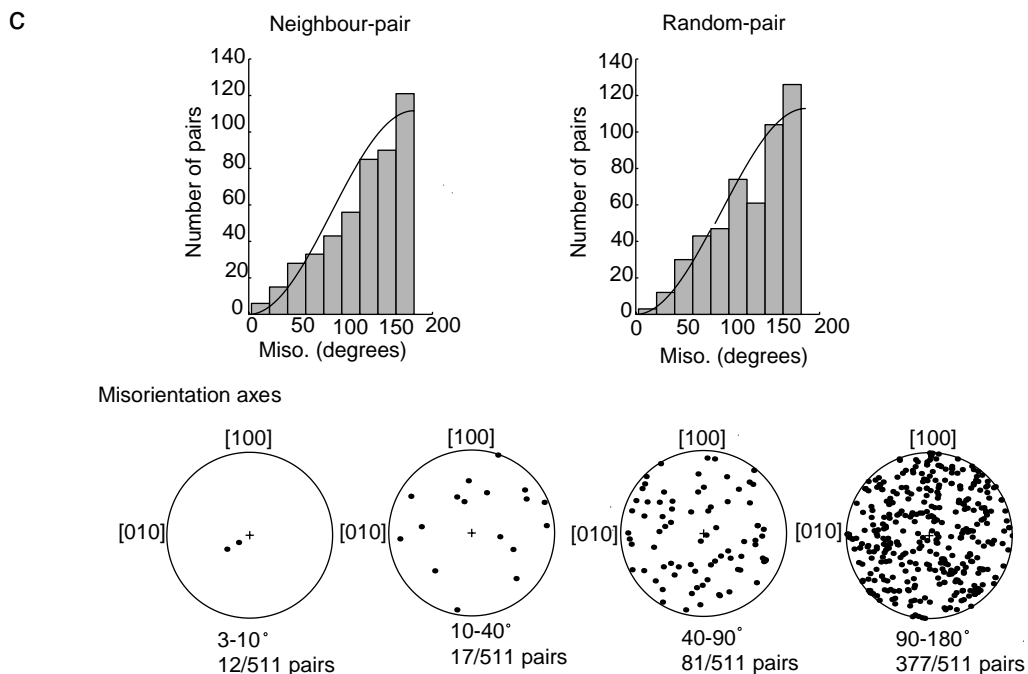 c
Neighbour-pair
Random-pair
Number of pairs
140
120
100
80
60
40
20
0
0 50 100 150 200
Miso. (degrees)
Number of pairs
140
120
100
80
60
40
20
0
0 50 100 150 200
Miso. (degrees)
Misorientation axes
[100] [100] [100] [100]
[010] [010] [010] [010]
3-10° 10-40° 40-90° 90-180°
12/511 pairs 17/511 pairs 81/511 pairs 377/511 pairs